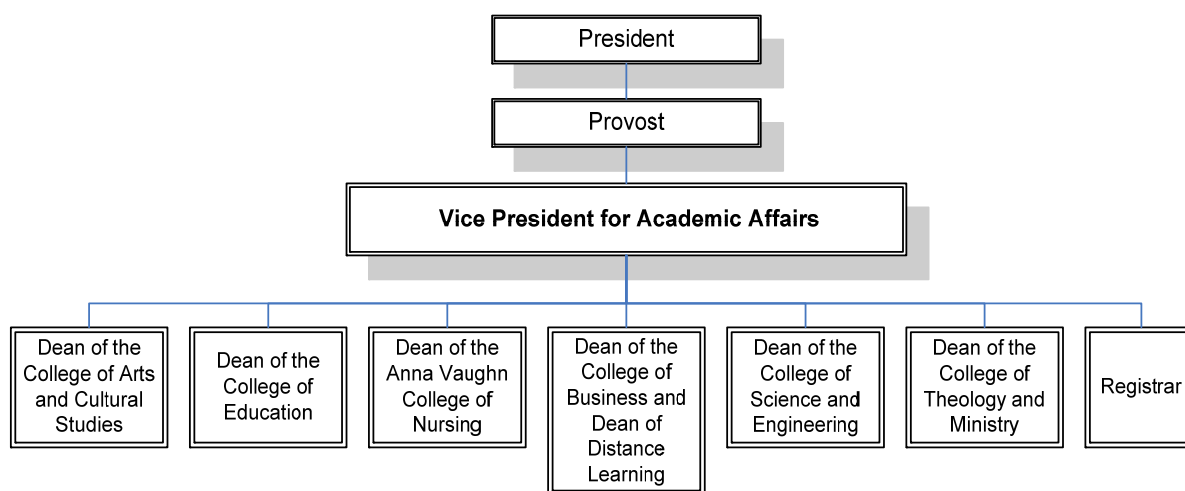 President
Provost
Vice President for Academic Affairs
Dean of the
College of Arts
and Cultural
Studies
Dean of the
College of
Education
Dean of the
Anna Vaughn
College of
Nursing
Dean of the
College of
Business and
Dean of
Distance
Learning
Dean of the
College of
Science and
Engineering
Dean of the
College of
Theology and
Ministry
Registrar